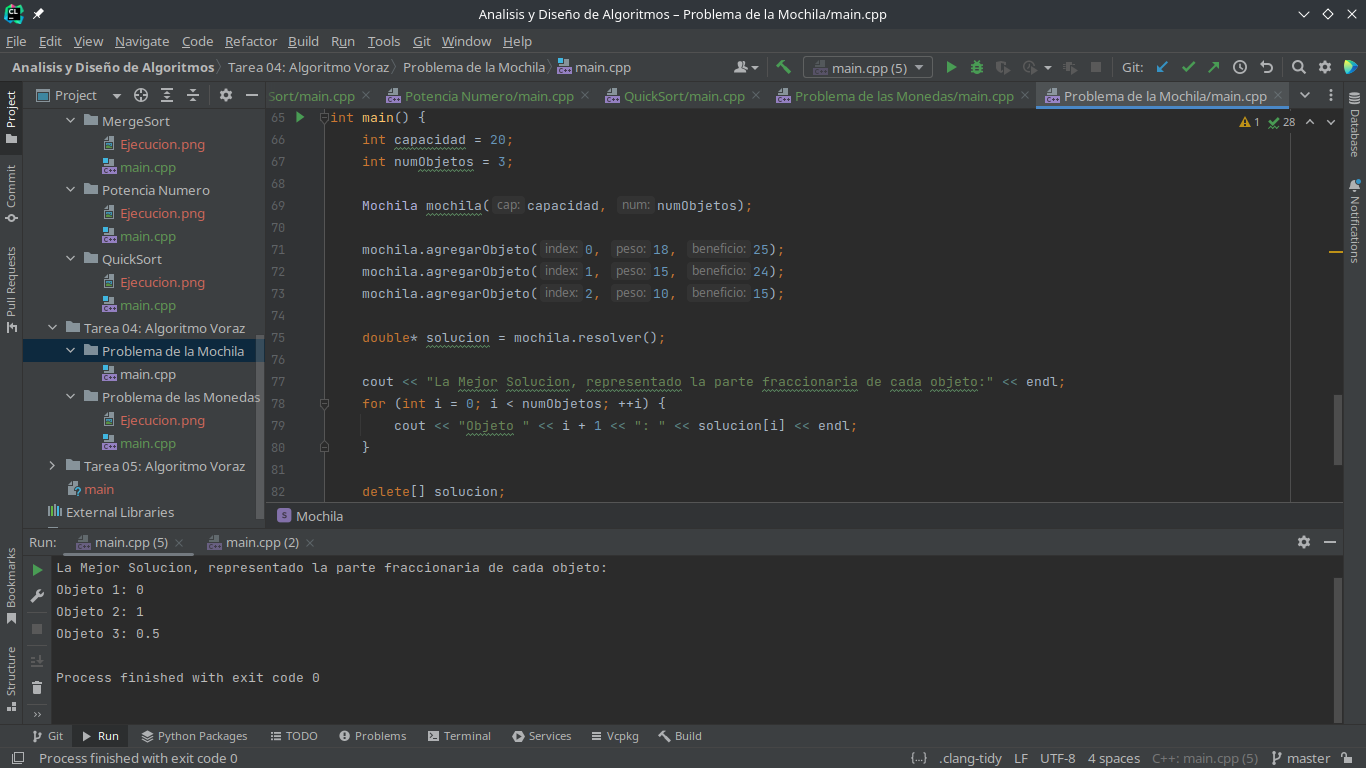 Analisis y Diseño de Algoritmos – Problema de la Mochila/main.cpp
File Edit View Navigate Code Refactor Build Run Tools Git Window Help
Analisis y Diseño de Algoritmos Tarea 04: Algoritmo Voraz Problema de la Mochila main.cpp main.cpp (5) Git:
Project Sort/main.cpp Potencia Numero/main.cpp QuickSort/main.cpp Problema de las Monedas/main.cpp Problema de la Mochila/main.cpp
Project
Commit
Pull Requests
Bookmarks
Structure
MergeSort
Ejecucion.png
main.cpp
Potencia Numero
Ejecucion.png
main.cpp
QuickSort
Ejecucion.png
main.cpp
Tarea 04: Algoritmo Voraz
Problema de la Mochila
main.cpp
Problema de las Monedas
Ejecucion.png
main.cpp
Tarea 05: Algoritmo Voraz
main
External Libraries
1 28
65 int main() {
66 int capacidad = 20;
67 int numObjetos = 3;
68
69 Mochila mochila( cap: capacidad, num: numObjetos);
70
71 mochila.agregarObjeto( index: 0, peso: 18, beneficio: 25);
72 mochila.agregarObjeto( index: 1, peso: 15, beneficio: 24);
73 mochila.agregarObjeto( index: 2, peso: 10, beneficio: 15);
74
75 double* solucion = mochila.resolver();
76
77 cout << "La Mejor Solucion, representado la parte fraccionaria de cada objeto:" << endl;
78 for (int i = 0; i < numObjetos; ++i) {
79 cout << "Objeto " << i + 1 << ": " << solucion[i] << endl;
80 }
81
82 delete[] solucion;
S Mochila
Database
Notifications
Run: main.cpp (5) main.cpp (2)
La Mejor Solucion, representado la parte fraccionaria de cada objeto:
Objeto 1: 0
Objeto 2: 1
Objeto 3: 0.5
Process finished with exit code 0
Git Run Python Packages TODO Problems Terminal Services Vcpkg Build
Process finished with exit code 0 {··} .clang-tidy LF UTF-8 4 spaces C++: main.cpp (5) master